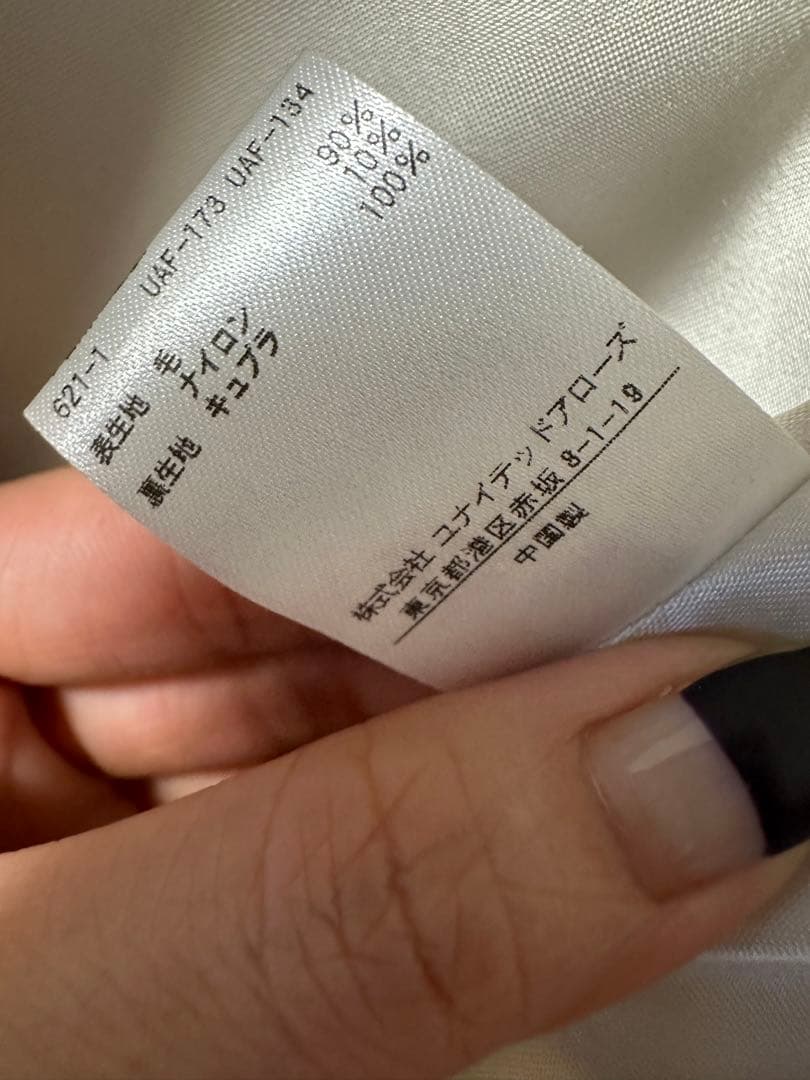 621-1 UAF-173 UAF-134
表生地 毛 90%
ナイロン 10%
裏生地 キュプラ 100%
株式会社 ユナイテッドアローズ
東京都港区赤坂 8-1-19
中国製